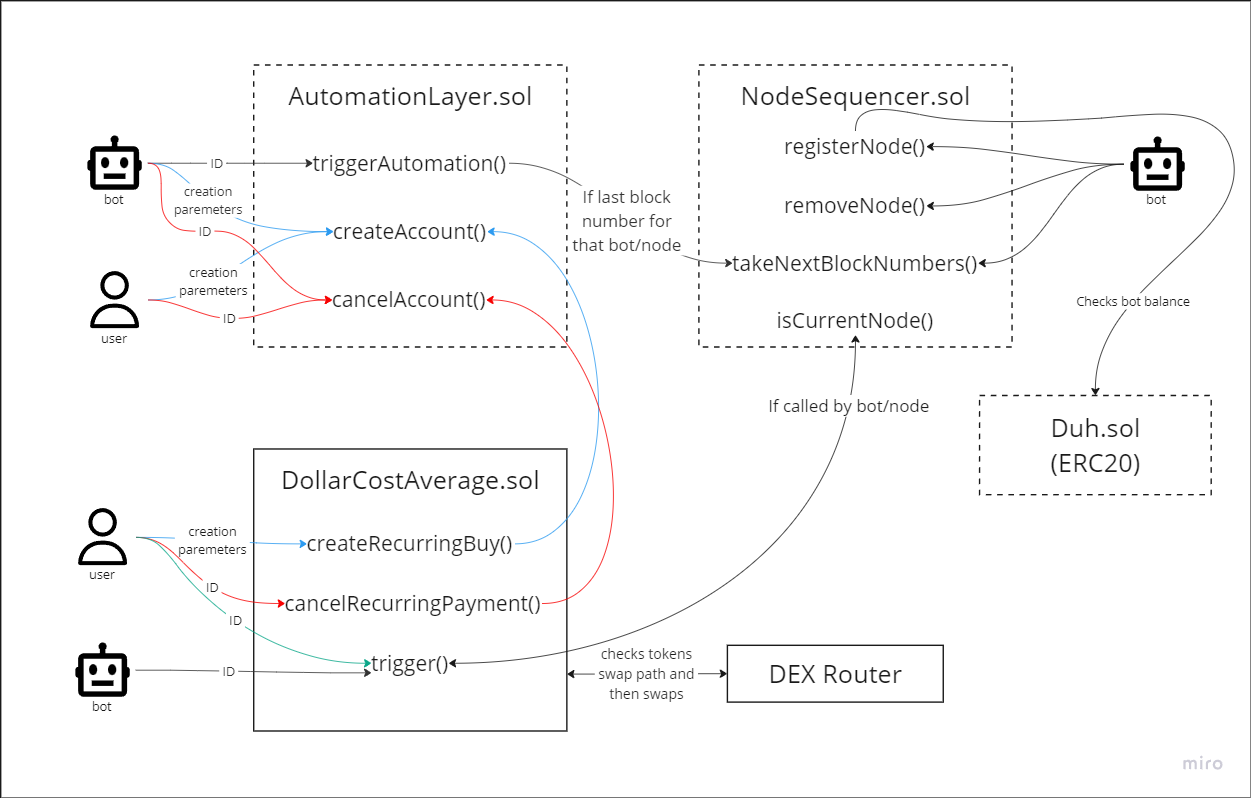 AutomationLayer.sol
bot
ID
triggerAutomation()
creation
paremeters
ID
createAccount()
creation
paremeters
user
ID
cancelAccount()
If last block
number for
that bot/node
NodeSequencer.sol
registerNode()
removeNode()
takeNextBlockNumbers()
isCurrentNode()
bot
Checks bot balance
If called by bot/node
Duh.sol
(ERC20)
DollarCostAverage.sol
user
creation
paremeters
createRecurringBuy()
ID
cancelRecurringPayment()
ID
trigger()
bot
ID
checks tokens
swap path and
then swaps
DEX Router
miro